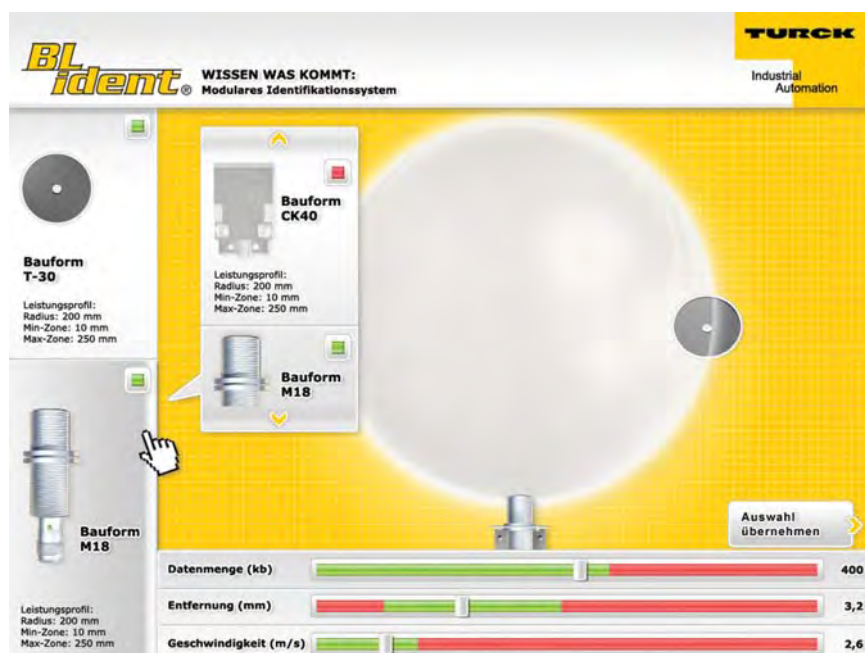 TURCK
Industrial
Automation
BL
ident®
WISSEN WAS KOMMT:
Modulares Identifikationssystem
Bauform
T-30
Leistungsprofil:
Radius: 200 mm
Min-Zone: 10 mm
Max-Zone: 250 mm
Bauform
M18
Leistungsprofil:
Radius: 200 mm
Min-Zone: 10 mm
Max-Zone: 250 mm
Bauform
CK40
Leistungsprofil:
Radius: 200 mm
Min-Zone: 10 mm
Max-Zone: 250 mm
Bauform
M18
Auswahl
übernehmen
Datenmenge (kb) 400
Entfernung (mm) 3,2
Geschwindigkeit (m/s) 2,6